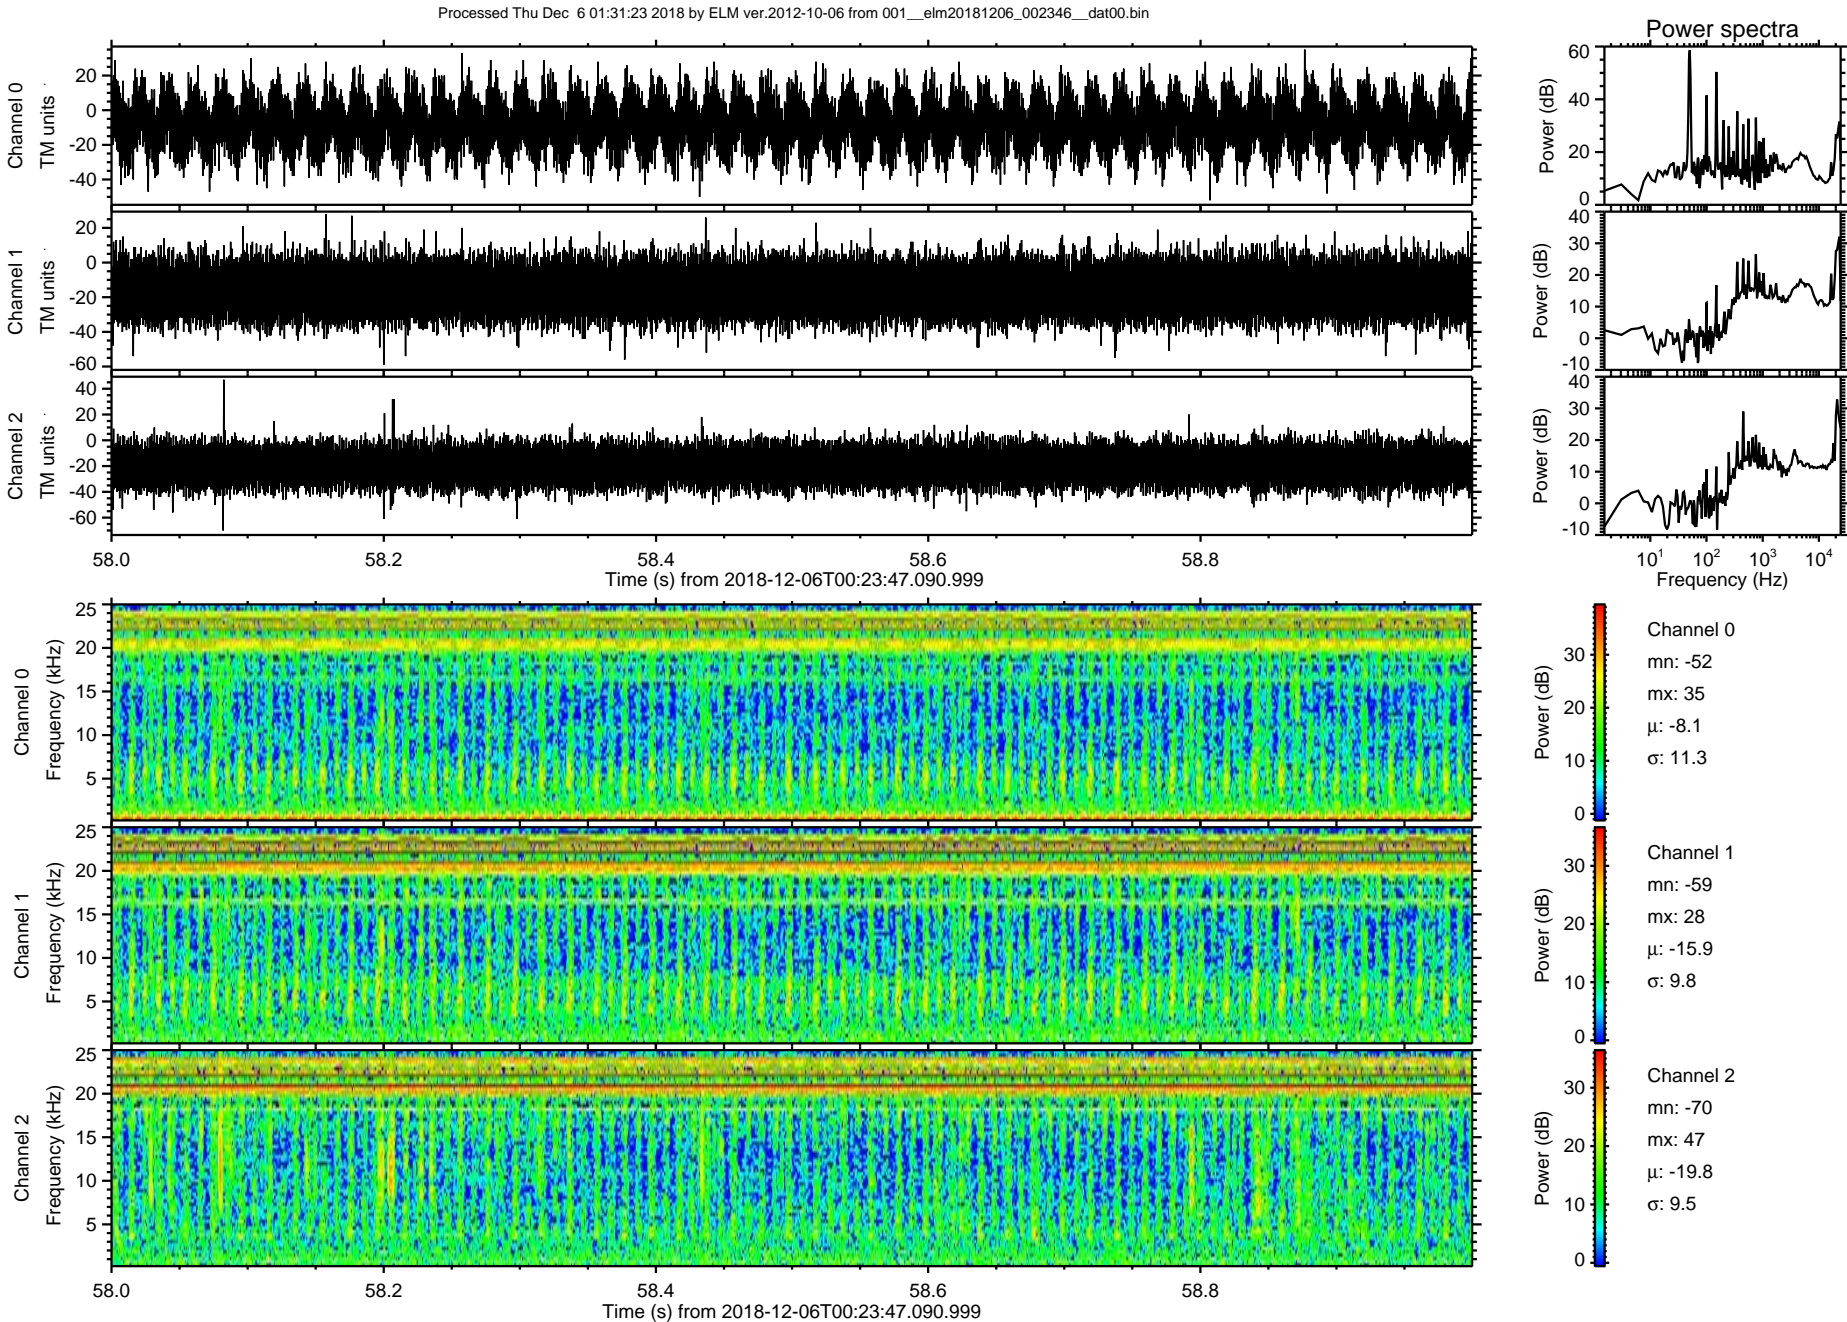 Processed Thu Dec  6 01:31:23 2018 by ELM ver.2012-10-06 from 001__elm20181206_002346__dat00.bin
Power spectra
Channel 0
TM units
20
0
-20
-40
Power (dB)
60
40
20
0
Channel 1
TM units
20
0
-20
-40
-60
Power (dB)
40
30
20
10
0
-10
Channel 2
TM units
40
20
0
-20
-40
-60
Power (dB)
40
30
20
10
0
-10
58.0 58.2 58.4 58.6 58.8
Time (s) from 2018-12-06T00:23:47.090.999
10^1 10^2 10^3 10^4
Frequency (Hz)
Channel 0
Frequency (kHz)
25
20
15
10
5
Power (dB)
30
20
10
0
Channel 0
mn: -52
mx: 35
μ: -8.1
σ: 11.3
Channel 1
Frequency (kHz)
25
20
15
10
5
Power (dB)
30
20
10
0
Channel 1
mn: -59
mx: 28
μ: -15.9
σ: 9.8
Channel 2
Frequency (kHz)
25
20
15
10
5
Power (dB)
30
20
10
0
Channel 2
mn: -70
mx: 47
μ: -19.8
σ: 9.5
58.0 58.2 58.4 58.6 58.8
Time (s) from 2018-12-06T00:23:47.090.999